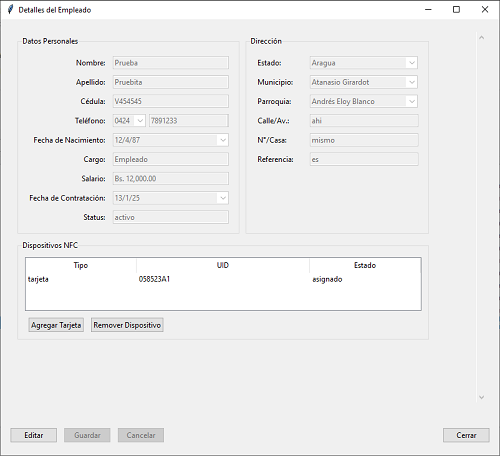 Detalles del Empleado
Datos Personales
Nombre: Prueba
Apellido: Pruebita
Cédula: V454545
Teléfono: 0424 7891233
Fecha de Nacimiento: 12/4/87
Cargo: Empleado
Salario: Bs. 12,000.00
Fecha de Contratación: 13/1/25
Status: activo
Dirección
Estado: Aragua
Municipio: Atanasio Girardot
Parroquia: Andrés Eloy Blanco
Calle/Av.: ahi
N°/Casa: mismo
Referencia: es
Dispositivos NFC
Tipo UID Estado
tarjeta 058523A1 asignado
Agregar Tarjeta Remover Dispositivo
Editar Guardar Cancelar Cerrar